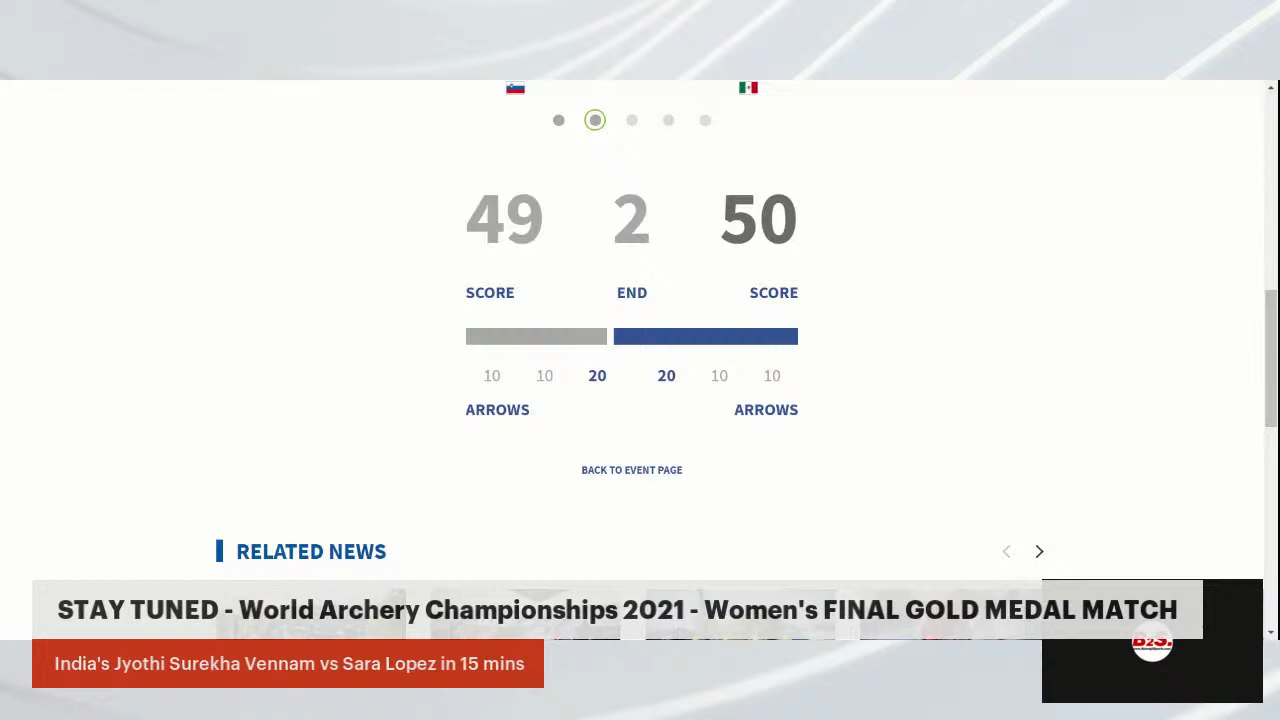 49 2 50
SCORE END SCORE
10 10 20 20 10 10
ARROWS ARROWS
BACK TO EVENT PAGE
RELATED NEWS
STAY TUNED - World Archery Championships 2021 - Women's FINAL GOLD MEDAL MATCH
B2S.
India's Jyothi Surekha Vennam vs Sara Lopez in 15 mins